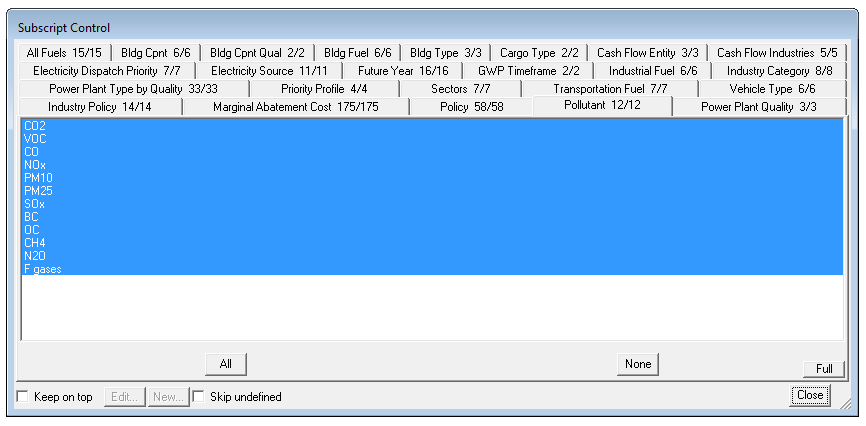 Subscript Control
All Fuels 15/15 Bldg Cpnt 6/6 Bldg Cpnt Qual 2/2 Bldg Fuel 6/6 Bldg Type 3/3 Cargo Type 2/2 Cash Flow Entity 3/3 Cash Flow Industries 5/5
Electricity Dispatch Priority 7/7 Electricity Source 11/11 Future Year 16/16 GWP Timeframe 2/2 Industrial Fuel 6/6 Industry Category 8/8
Power Plant Type by Quality 33/33 Priority Profile 4/4 Sectors 7/7 Transportation Fuel 7/7 Vehicle Type 6/6
Industry Policy 14/14 Marginal Abatement Cost 175/175 Policy 58/58 Pollutant 12/12 Power Plant Quality 3/3
CO2
VOC
CO
NOx
PM10
PM25
SOx
BC
OC
CH4
N2O
F gases
All None
Full
Keep on top Edit... New... Skip undefined Close